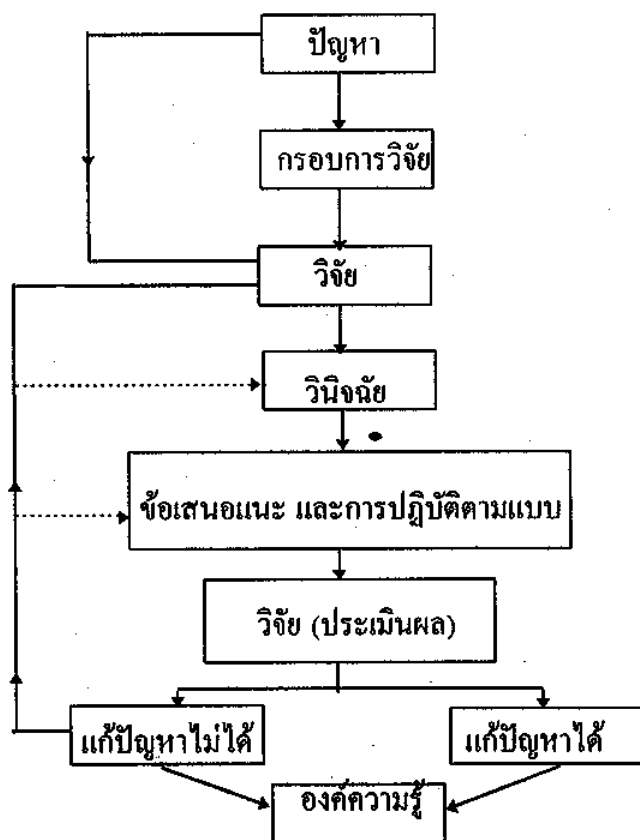 ปัญหา
กรอบการวิจัย
วิจัย
วินิจฉัย
ข้อเสนอแนะ และการปฏิบัติตามแบบ
วิจัย (ประเมินผล)
แก้ปัญหาไม่ได้
แก้ปัญหาได้
องค์ความรู้